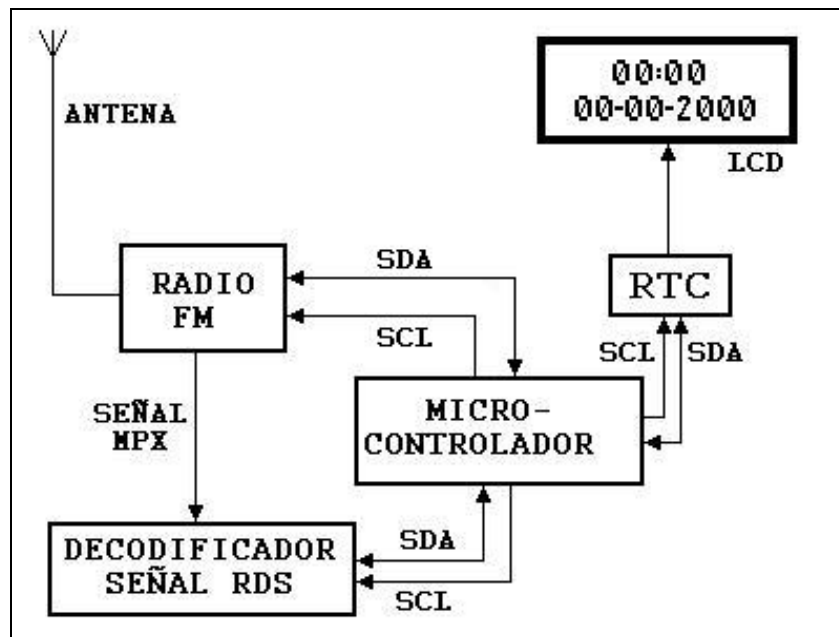 00:00
00-00-2000
ANTENA
LCD
RADIO
FM
SDA
SCL
RTC
SCL
SDA
SEÑAL
MPX
MICRO-
CONTROLADOR
DECODIFICADOR
SEÑAL RDS
SDA
SCL